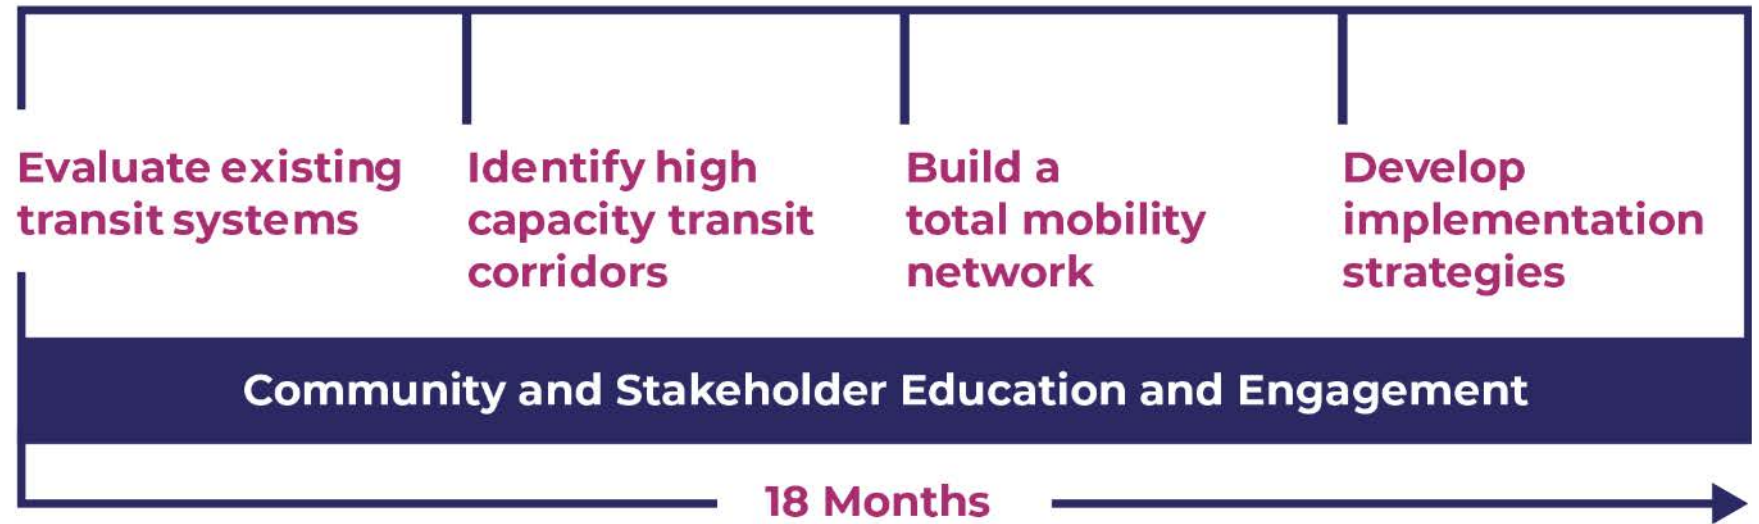 Evaluate existing
transit systems
Identify high
capacity transit
corridors
Build a
total mobility
network
Develop
implementation
strategies
Community and Stakeholder Education and Engagement
18 Months